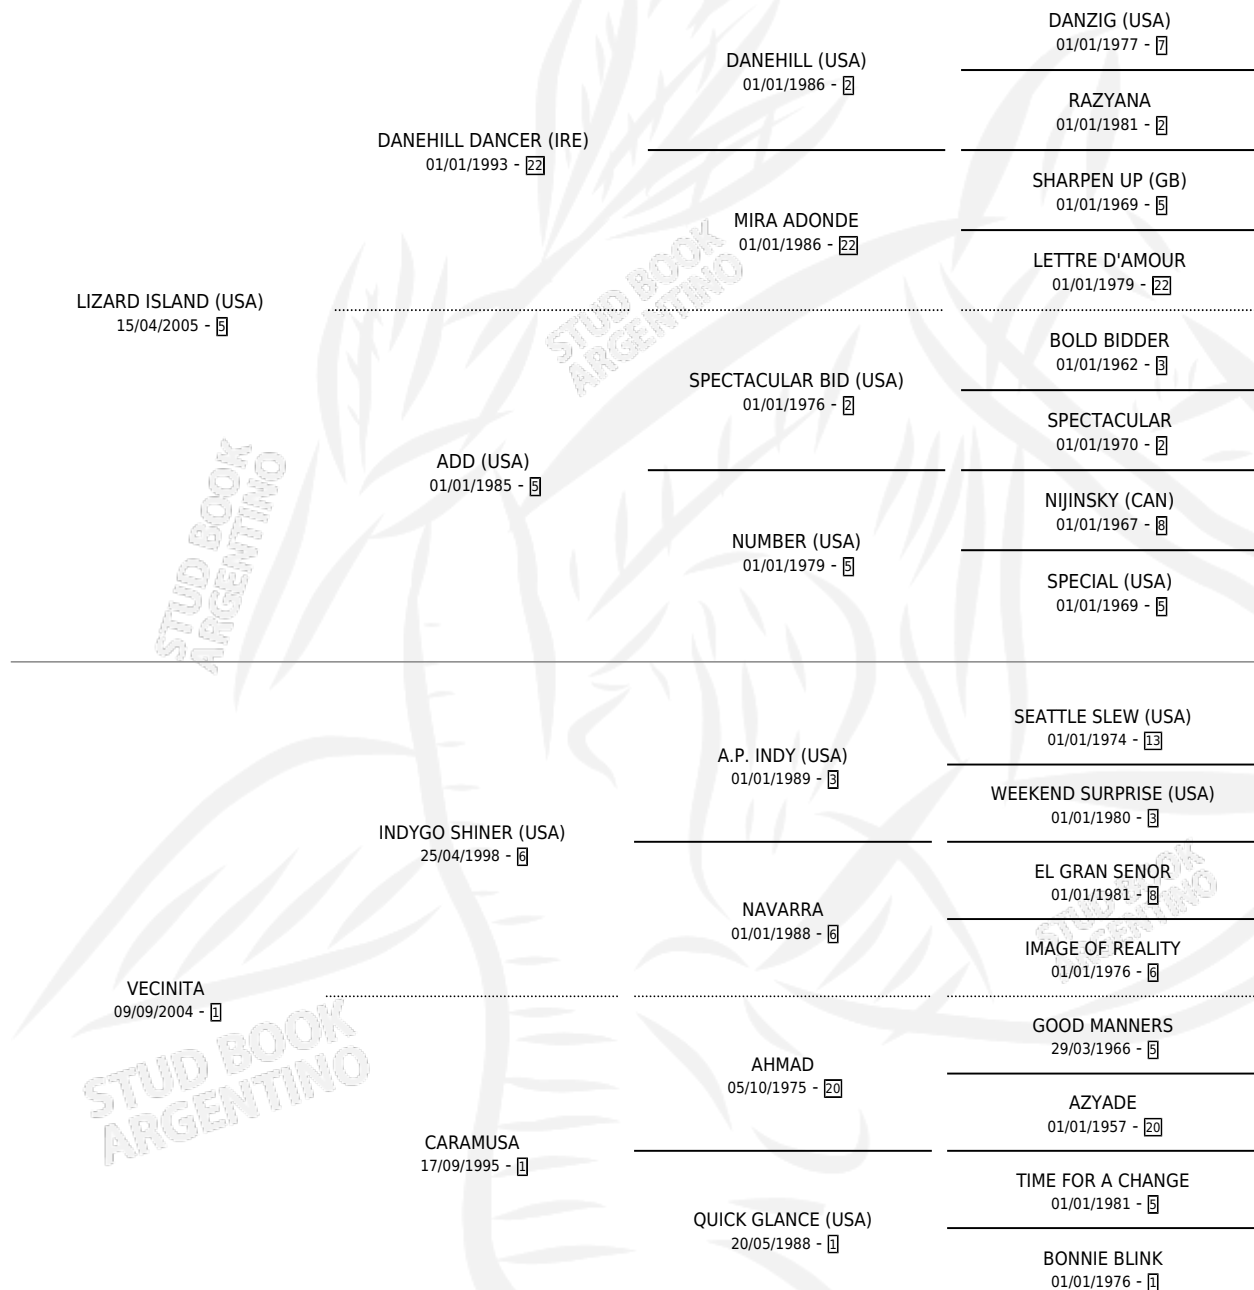 DANZIG (USA)
01/01/1977 - 7
DANEHILL (USA)
01/01/1986 - 2
RAZYANA
01/01/1981 - 2
DANEHILL DANCER (IRE)
01/01/1993 - 22
SHARPEN UP (GB)
01/01/1969 - 5
MIRA ADONDE
01/01/1986 - 22
LETTRE D'AMOUR
01/01/1979 - 22
LIZARD ISLAND (USA)
15/04/2005 - 5
BOLD BIDDER
01/01/1962 - 3
SPECTACULAR BID (USA)
01/01/1976 - 2
SPECTACULAR
01/01/1970 - 2
ADD (USA)
01/01/1985 - 5
NIJINSKY (CAN)
01/01/1967 - 8
NUMBER (USA)
01/01/1979 - 5
SPECIAL (USA)
01/01/1969 - 5
SEATTLE SLEW (USA)
01/01/1974 - 13
A.P. INDY (USA)
01/01/1989 - 3
WEEKEND SURPRISE (USA)
01/01/1980 - 3
INDYGO SHINER (USA)
25/04/1998 - 6
EL GRAN SENOR
01/01/1981 - 8
NAVARRA
01/01/1988 - 6
IMAGE OF REALITY
01/01/1976 - 6
VECINITA
09/09/2004 - 1
GOOD MANNERS
29/03/1966 - 5
AHMAD
05/10/1975 - 20
AZYADE
01/01/1957 - 20
CARAMUSA
17/09/1995 - 1
TIME FOR A CHANGE
01/01/1981 - 5
QUICK GLANCE (USA)
20/05/1988 - 1
BONNIE BLINK
01/01/1976 - 1
STUD BOOK
ARGENTINO
STUD BOOK
ARGENTINO
STUD BOOK
ARGENTINO
STUD BOOK
ARGENTINO